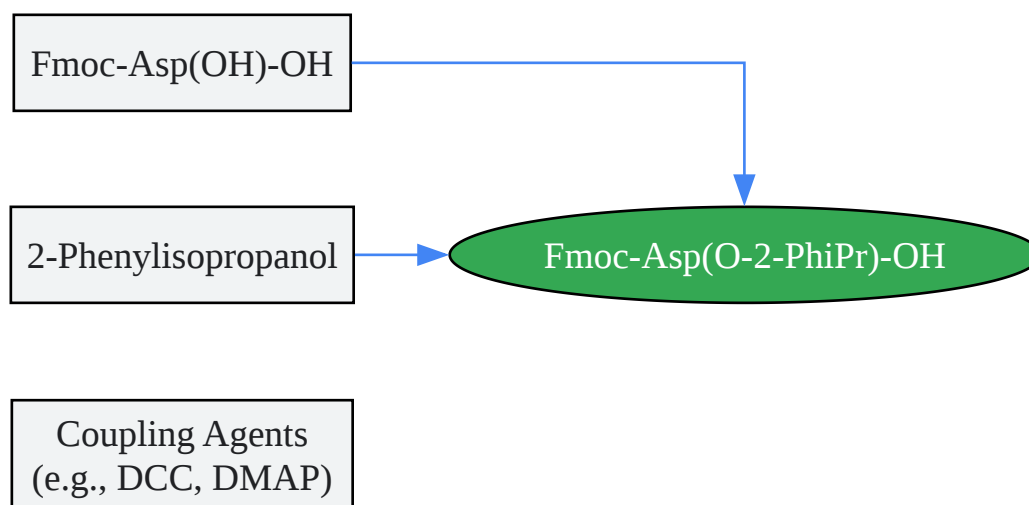 Fmoc-Asp(OH)-OH
2-Phenylisopropanol
Fmoc-Asp(O-2-PhiPr)-OH
Coupling Agents
(e.g., DCC, DMAP)